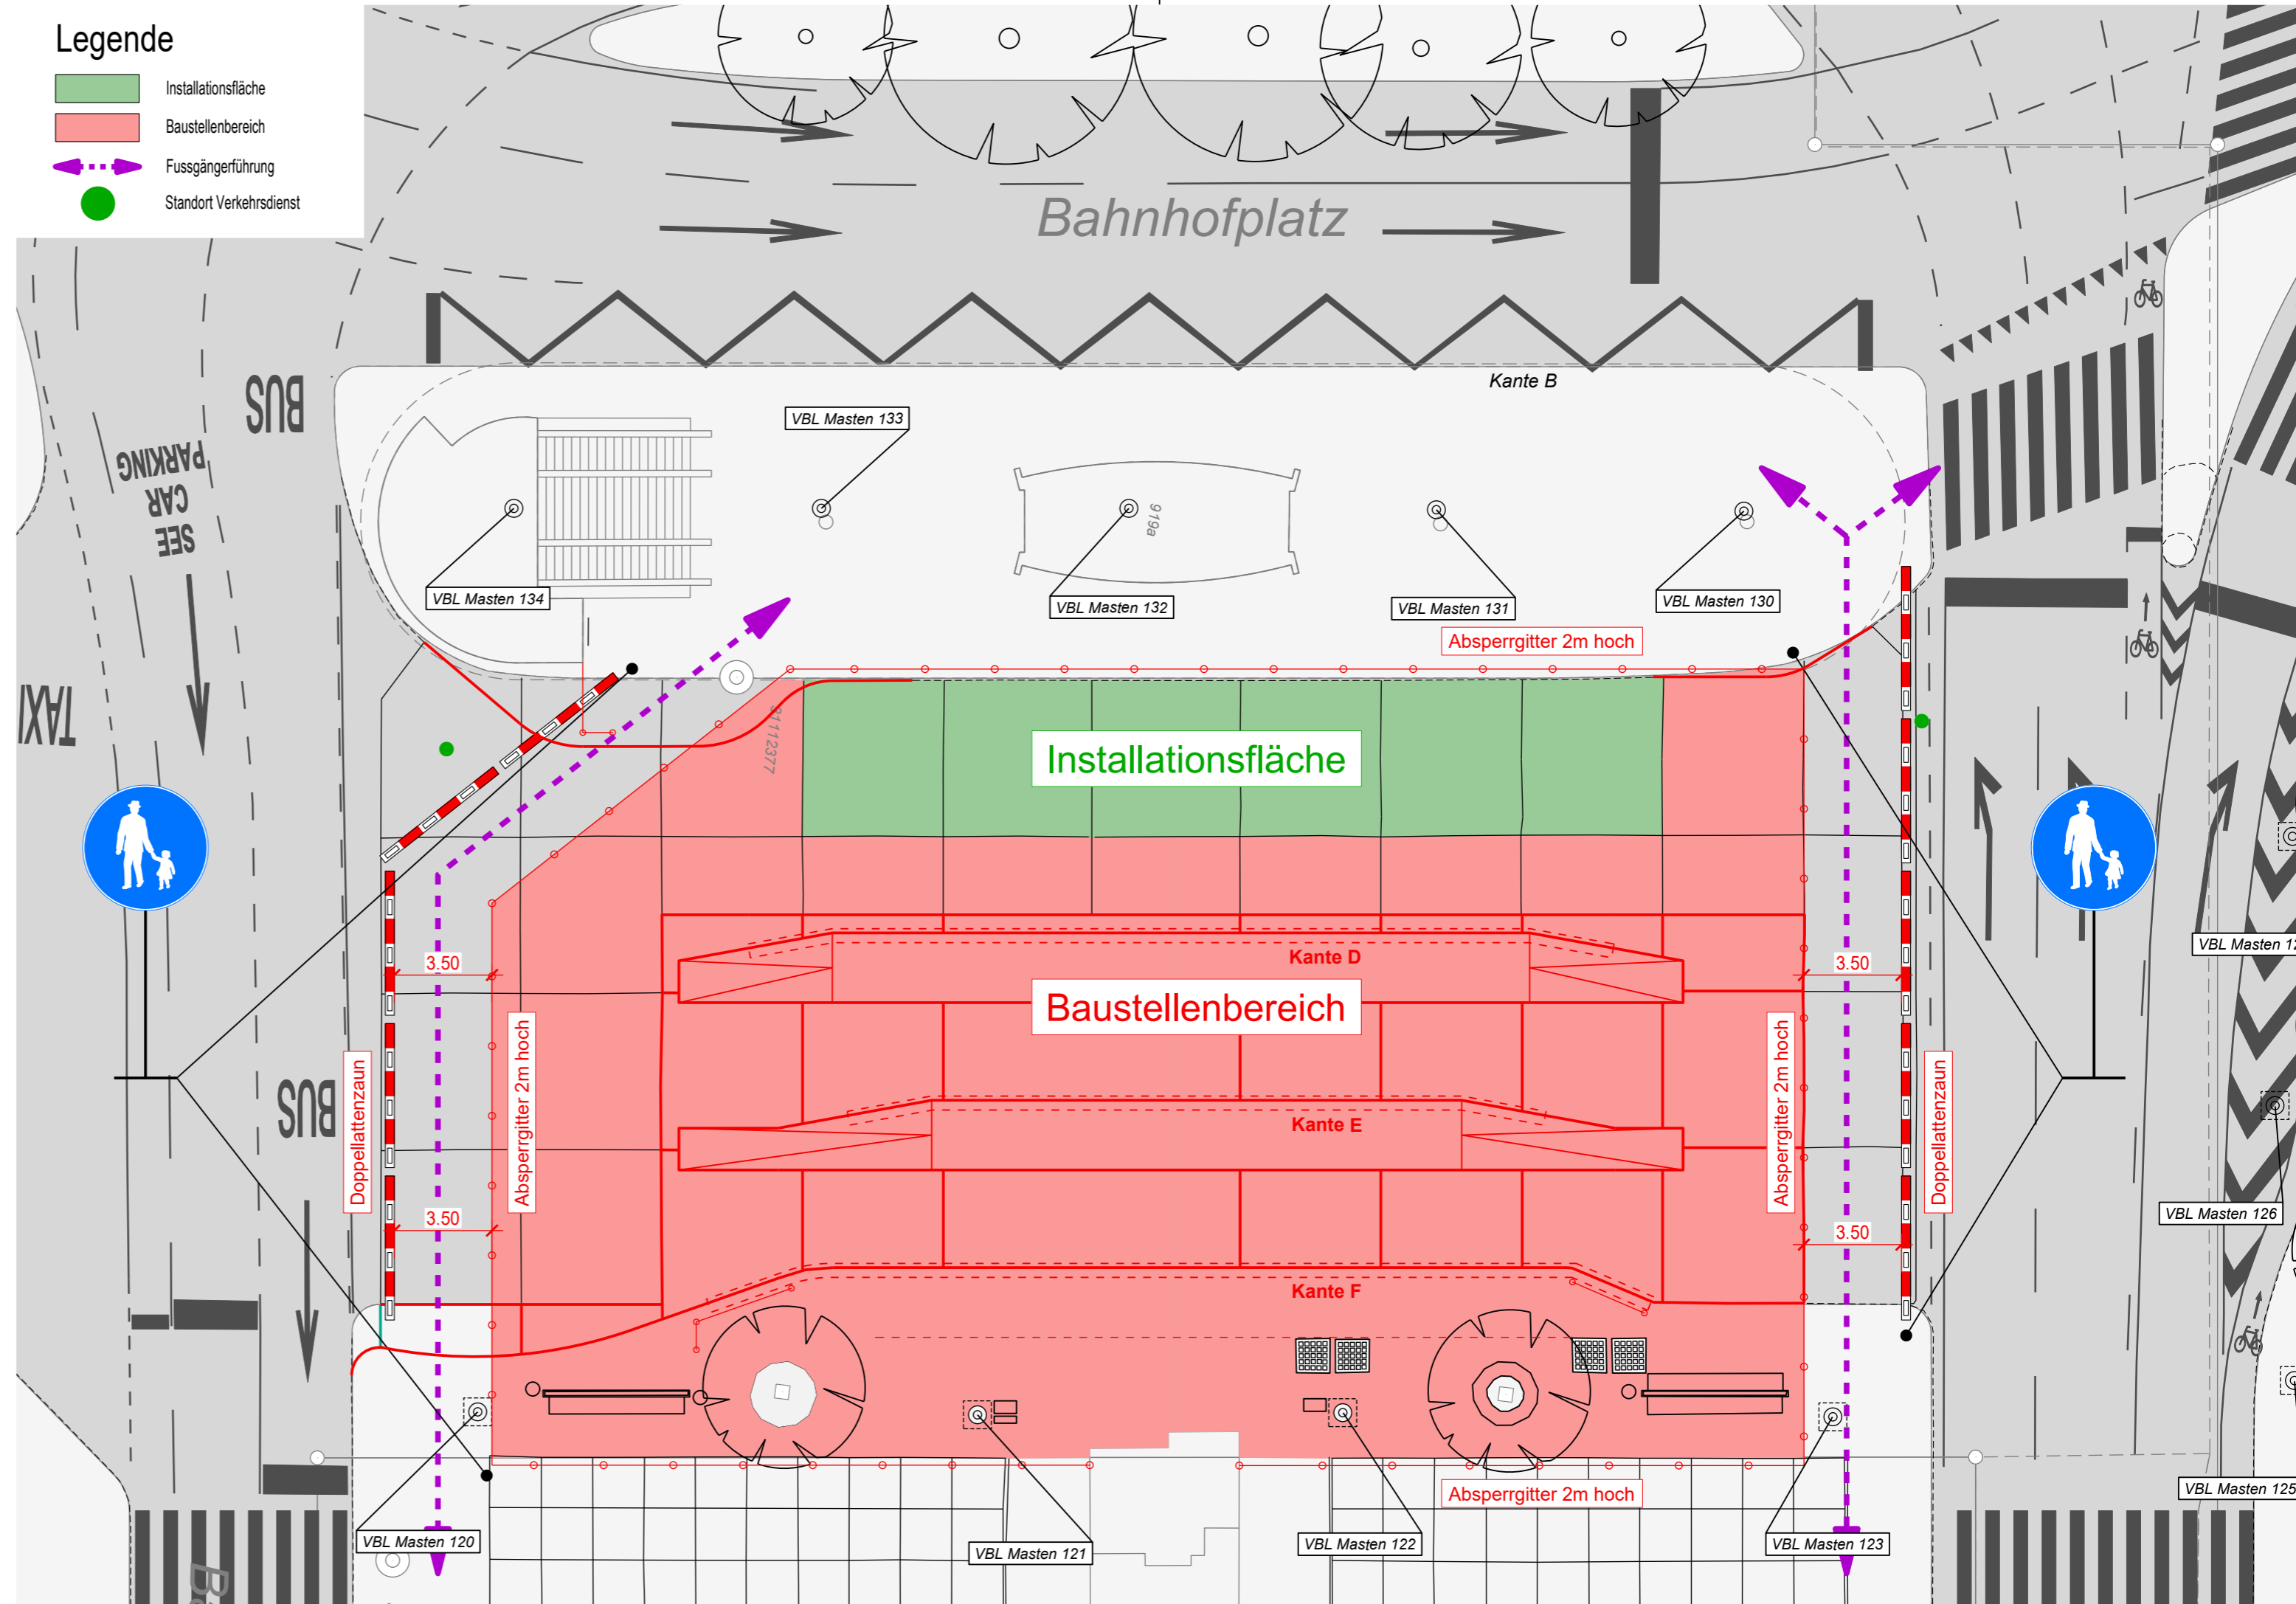 Legende
Installationsfläche
Baustellenbereich
Fussgängerführung
Standort Verkehrsdienst
Bahnhofplatz
Kante B
BUS
PARKING
CAR
SEE
TAXI
BUS
VBL Masten 133
VBL Masten 134
919a
VBL Masten 132
VBL Masten 131
VBL Masten 130
Absperrgitter 2m hoch
31112377
Installationsfläche
Kante D
Baustellenbereich
3.50
3.50
Kante E
Doppellattenzaun
Absperrgitter 2m hoch
Absperrgitter 2m hoch
Doppellattenzaun
3.50
3.50
Kante F
VBL Masten 126
VBL Masten 125
Absperrgitter 2m hoch
VBL Masten 120
VBL Masten 121
VBL Masten 122
VBL Masten 123